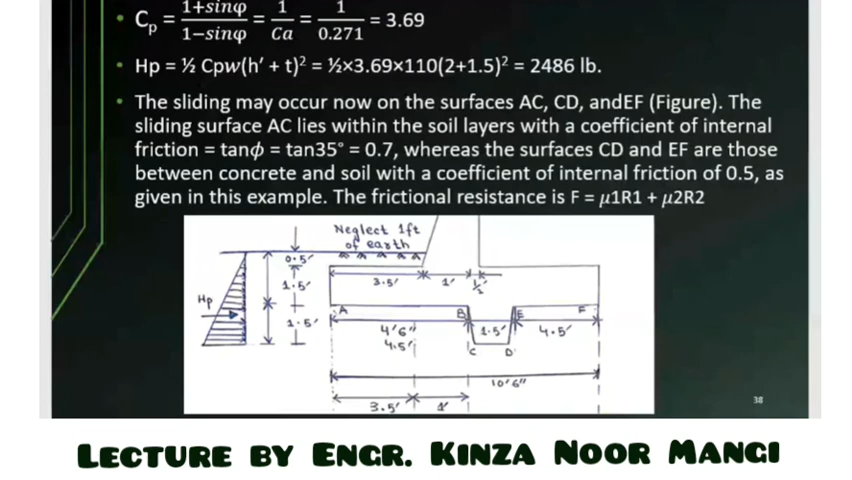 • Cp = 1+sinφ / 1−sinφ = 1 / Ca = 1 / 0.271 = 3.69
• Hp = ½ Cpw(h′ + t)² = ½×3.69×110(2+1.5)² = 2486 lb.
• The sliding may occur now on the surfaces AC, CD, andEF (Figure). The
sliding surface AC lies within the soil layers with a coefficient of internal
friction = tanϕ = tan35° = 0.7, whereas the surfaces CD and EF are those
between concrete and soil with a coefficient of internal friction of 0.5, as
given in this example. The frictional resistance is F = μ1R1 + μ2R2
Neglect 1ft
of earth
0.5'
3.5' 1' ½'
1.5'
Hp
1.5'
A B E F
4'6" 1.5' 4.5'
4.5'
C D
10'6"
3.5' 1'
38
Lecture by Engr. Kinza Noor Mangi